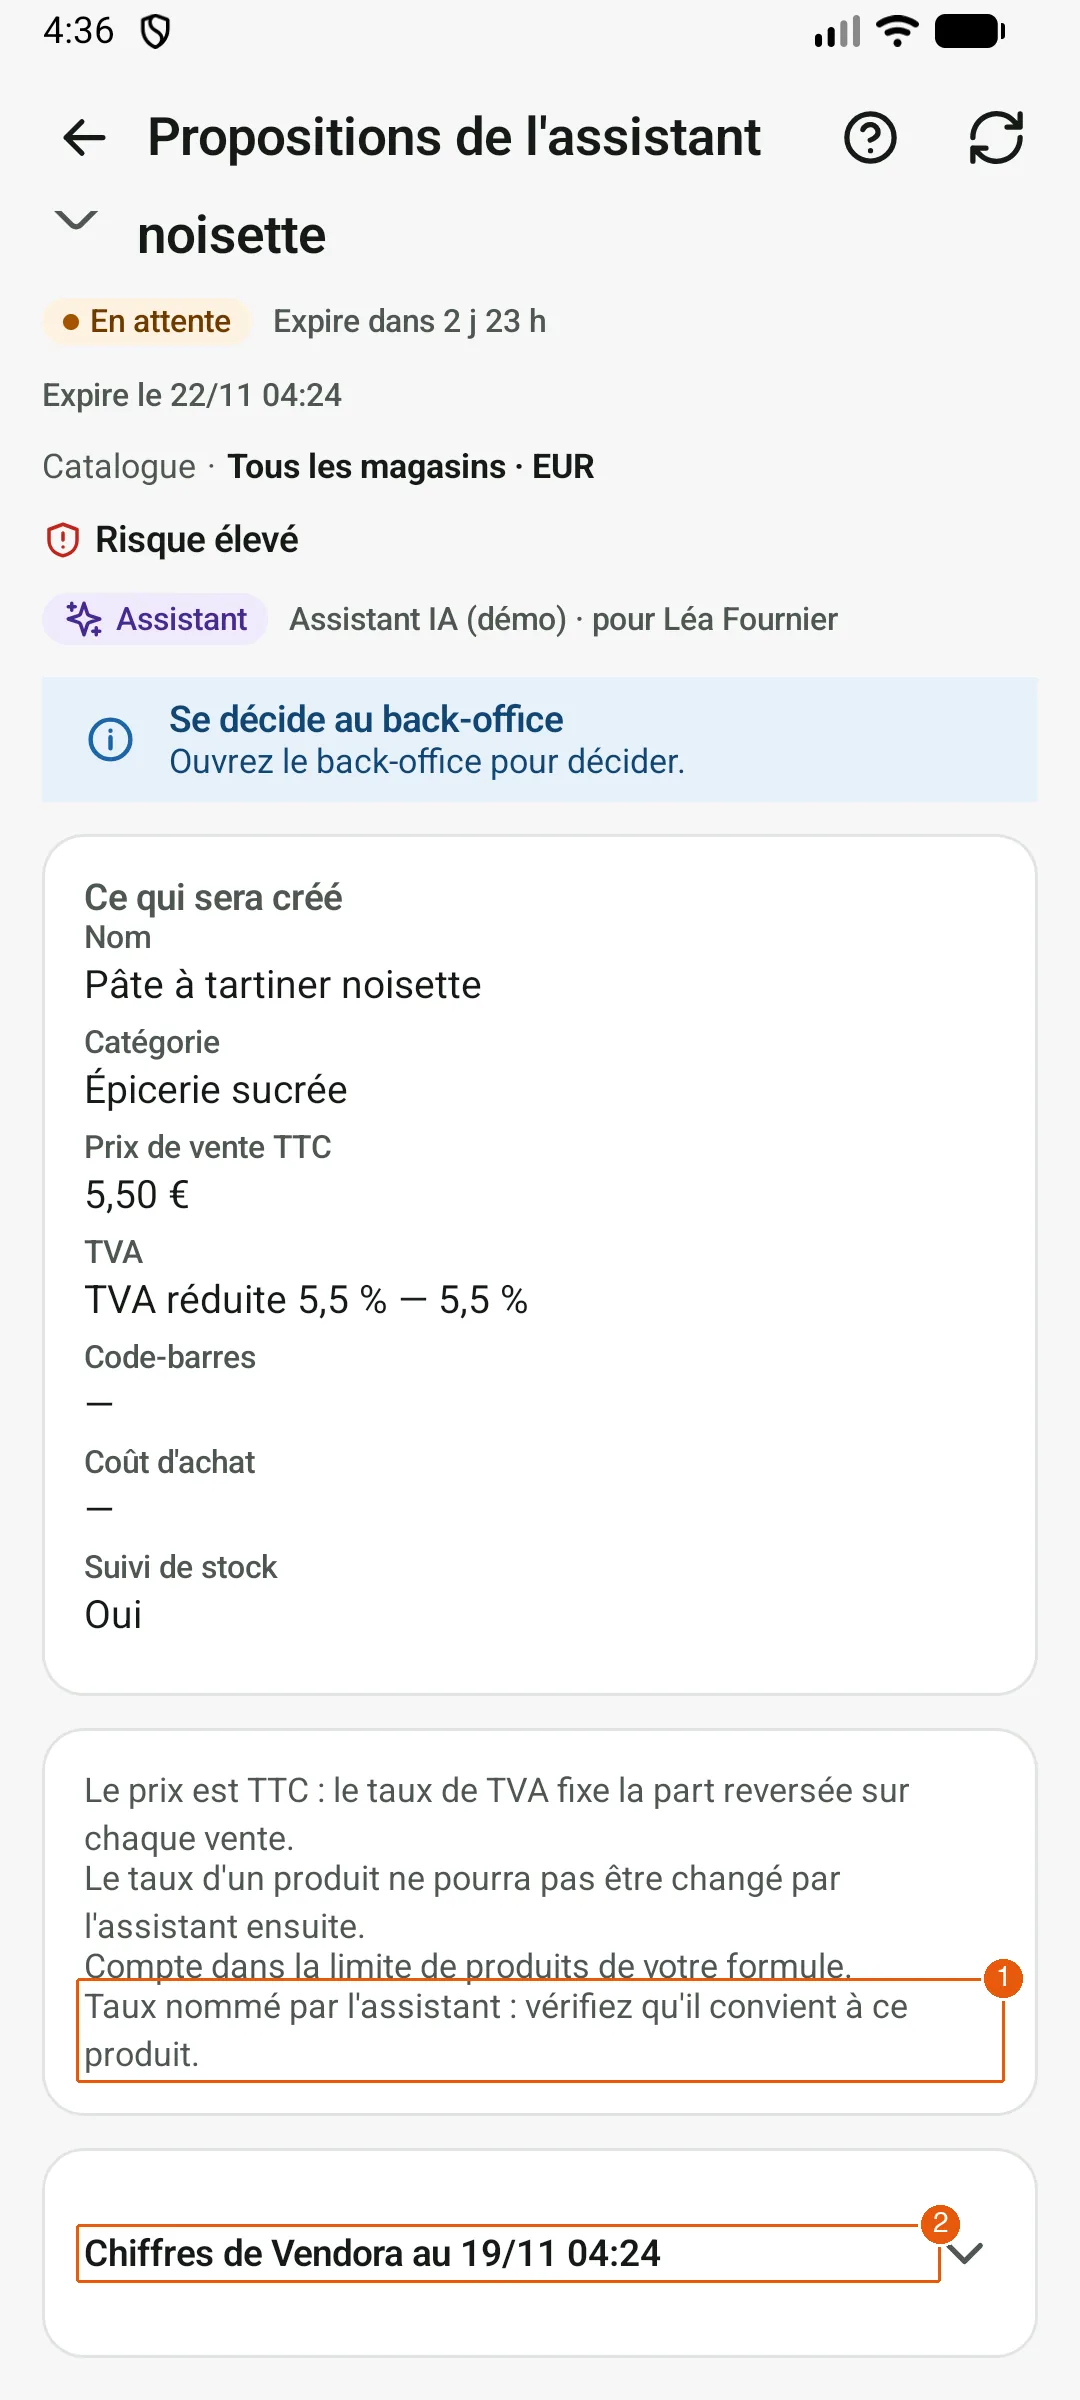 4:36
Propositions de l'assistant
noisette
En attente
Expire dans 2 j 23 h
Expire le 22/11 04:24
Catalogue · Tous les magasins · EUR
Risque élevé
Assistant
Assistant IA (démo) · pour Léa Fournier
Se décide au back-office
Ouvrez le back-office pour décider.
Ce qui sera créé
Nom
Pâte à tartiner noisette
Catégorie
Épicerie sucrée
Prix de vente TTC
5,50 €
TVA
TVA réduite 5,5 % — 5,5 %
Code-barres
—
Coût d'achat
—
Suivi de stock
Oui
Le prix est TTC : le taux de TVA fixe la part reversée sur
chaque vente.
Le taux d'un produit ne pourra pas être changé par
l'assistant ensuite.
Compte dans la limite de produits de votre formule.
1
Taux nommé par l'assistant : vérifiez qu'il convient à ce
produit.
2
Chiffres de Vendora au 19/11 04:24